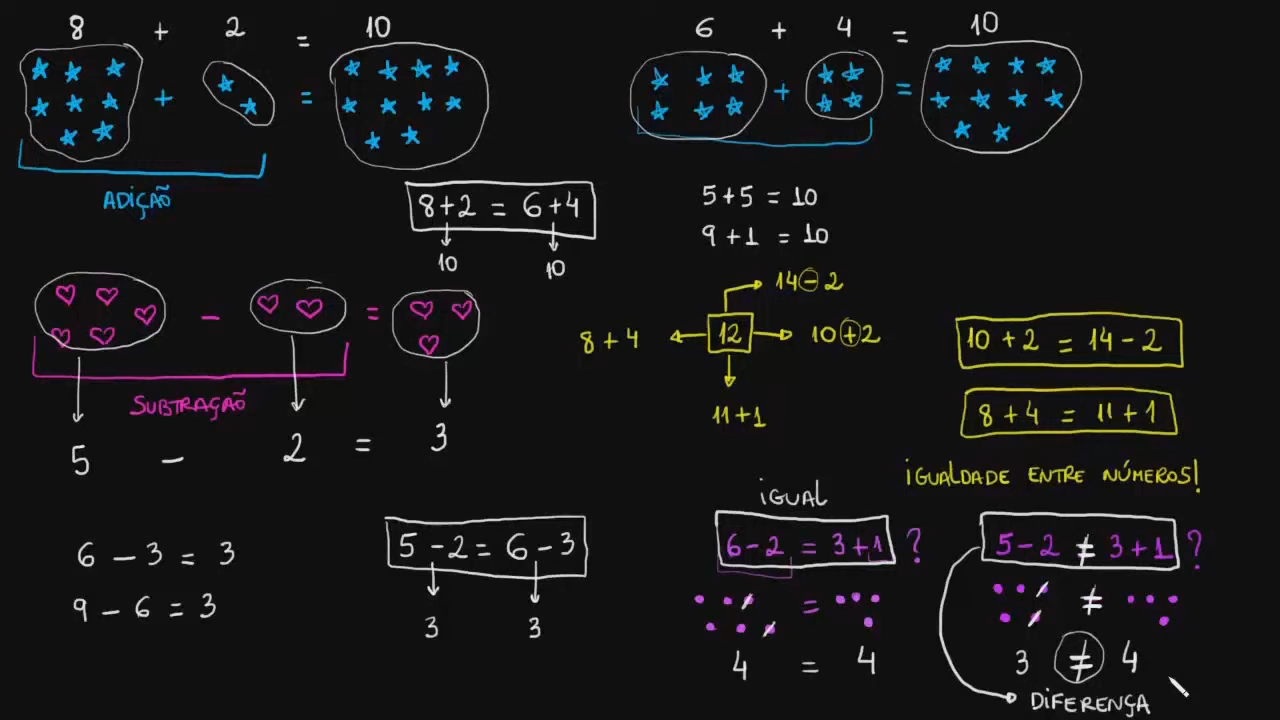 8 + 2 = 10
+ =
ADIÇÃO
8+2 = 6+4
10 10
6 + 4 = 10
+ =
5+5 = 10
9+1 = 10
- =
SUBTRAÇÃO
5 - 2 = 3
14-2
8+4 12 10+2
11+1
10+2 = 14-2
8+4 = 11+1
IGUALDADE ENTRE NÚMEROS!
6-3 = 3
9-6 = 3
5-2 = 6-3
3 3
IGUAL
6-2 = 3+1 ?
=
4 = 4
5-2 ≠ 3+1 ?
≠
3 ≠ 4
DIFERENÇA